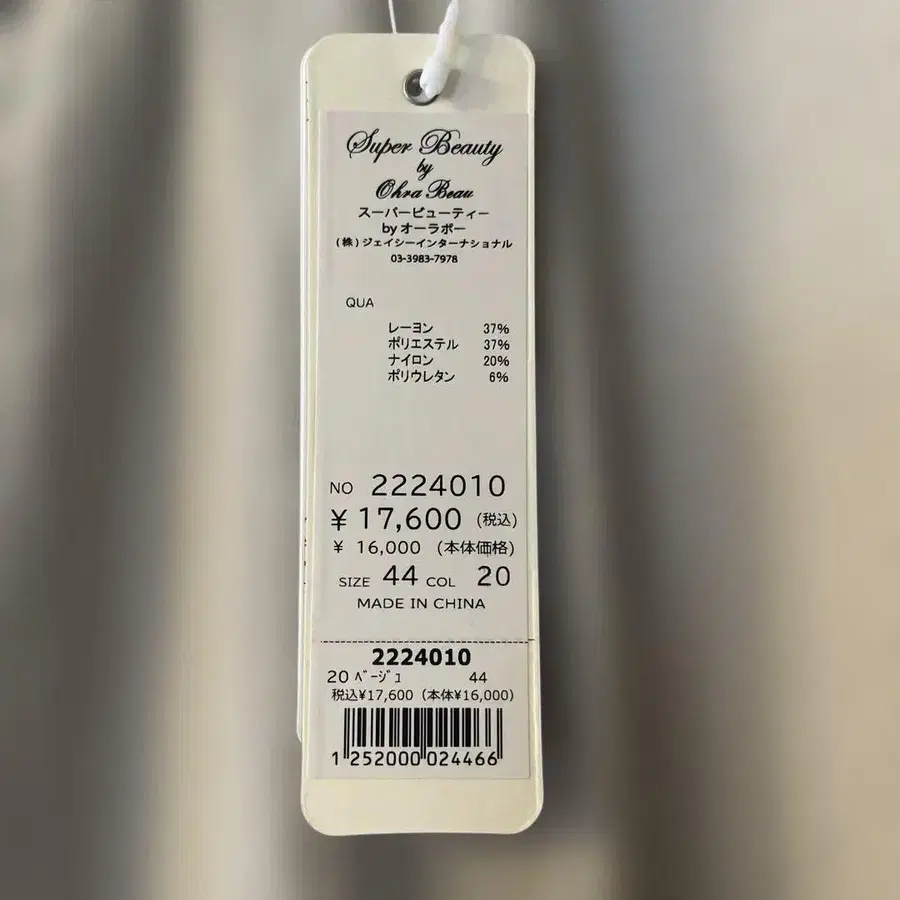 Super Beauty
by
Ohra Beau
スーパービューティー
by オーラボー
(株)ジェイシーインターナショナル
03-3983-7978
QUA
レーヨン 37%
ポリエステル 37%
ナイロン 20%
ポリウレタン 6%
NO 2224010
¥ 17,600 (税込)
¥ 16,000 (本体価格)
SIZE 44 COL 20
MADE IN CHINA
2224010
20 ベージュ 44
税込¥17,600 (本体¥16,000)
1 252000 024466